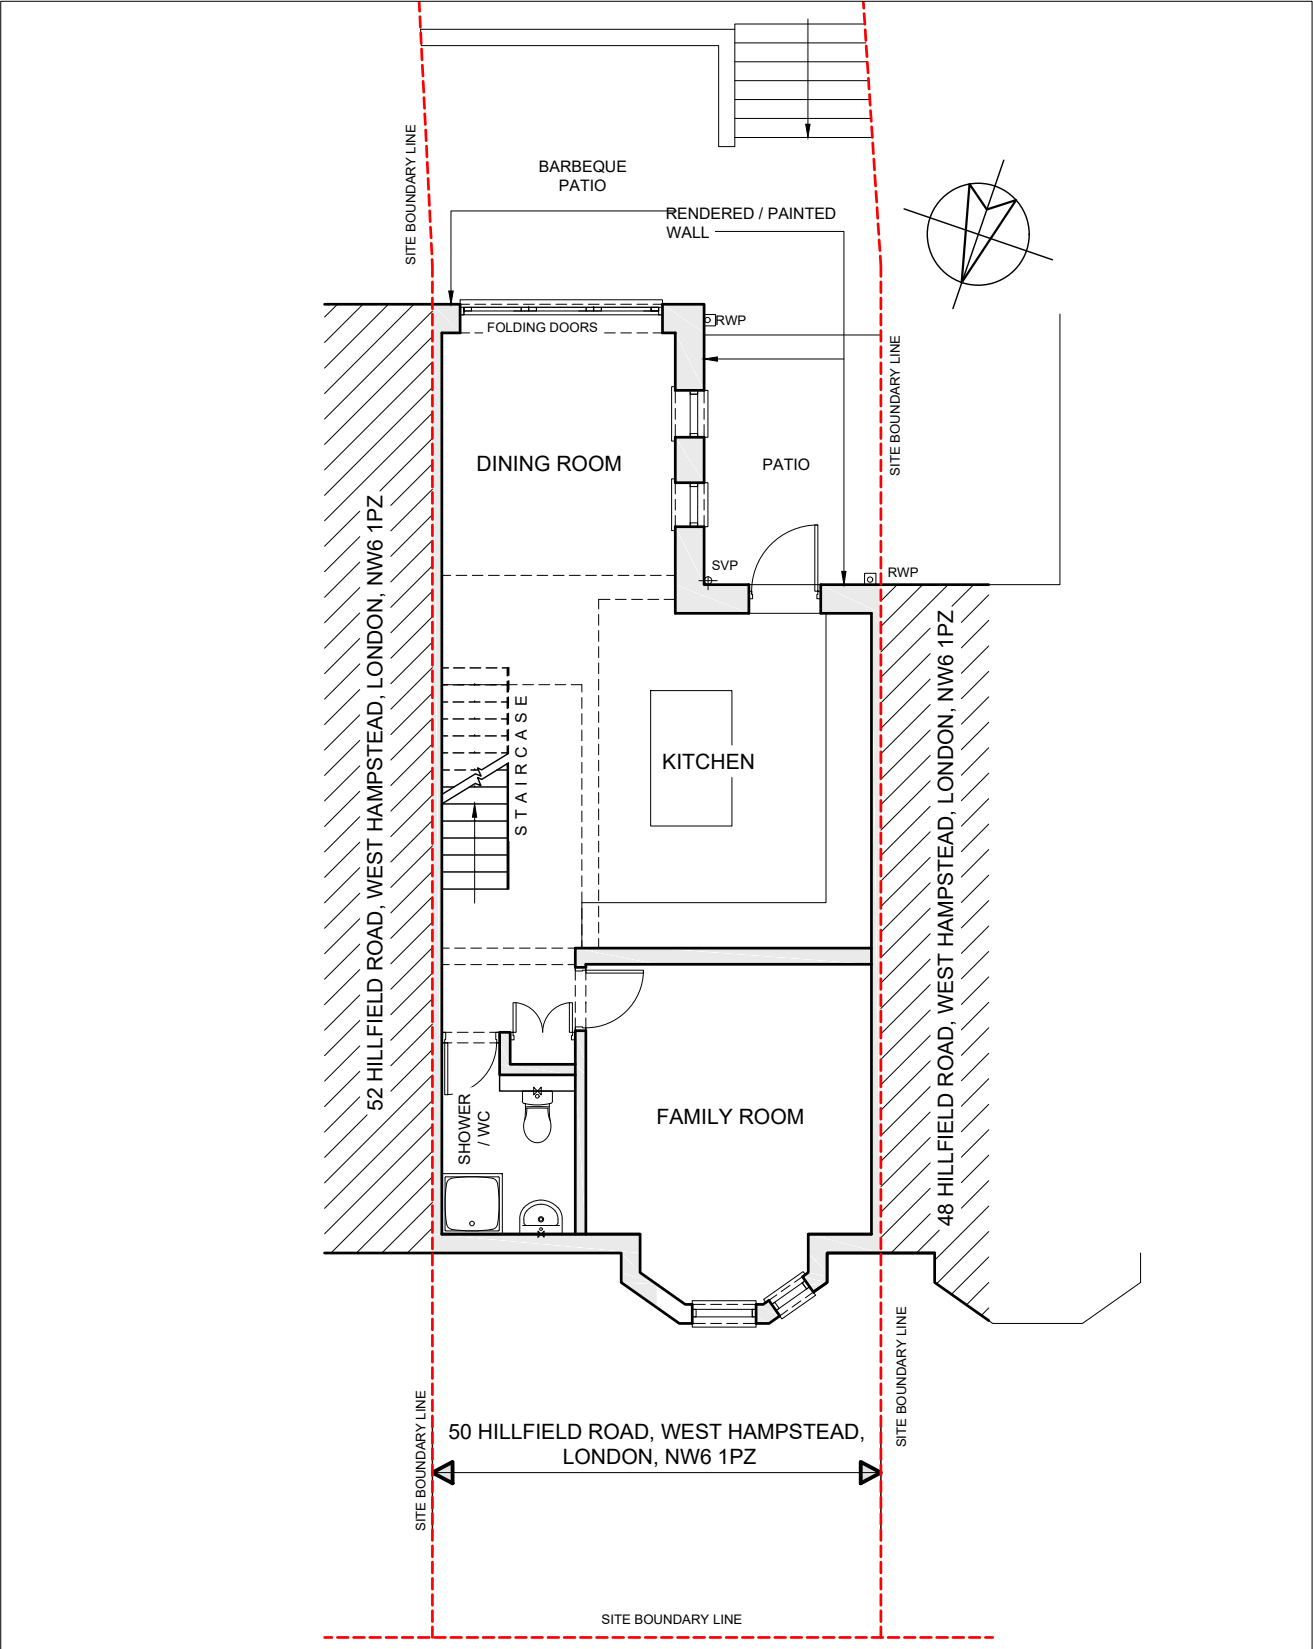 SITE BOUNDARY LINE
BARBEQUE
PATIO
RENDERED / PAINTED
WALL
RWP
FOLDING DOORS
SITE BOUNDARY LINE
DINING ROOM
PATIO
SVP
RWP
52 HILLFIELD ROAD, WEST HAMPSTEAD, LONDON, NW6 1PZ
STAIRCASE
KITCHEN
48 HILLFIELD ROAD, WEST HAMPSTEAD, LONDON, NW6 1PZ
SHOWER
/ WC
FAMILY ROOM
SITE BOUNDARY LINE
SITE BOUNDARY LINE
50 HILLFIELD ROAD, WEST HAMPSTEAD,
LONDON, NW6 1PZ
SITE BOUNDARY LINE